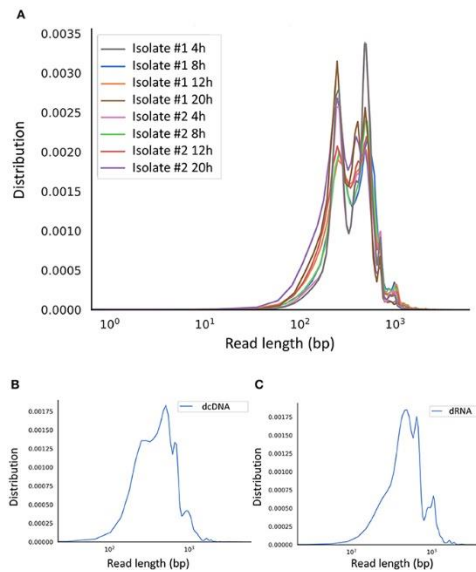 A
0.0035
0.0030
0.0025
0.0020
0.0015
0.0010
0.0005
0.0000
Distribution
Isolate #1 4h
Isolate #1 8h
Isolate #1 12h
Isolate #1 20h
Isolate #2 4h
Isolate #2 8h
Isolate #2 12h
Isolate #2 20h
10⁰ 10¹ 10² 10³
Read length (bp)
B
dcDNA
0.00175
0.00150
0.00125
0.00100
0.00075
0.00050
0.00025
0.00000
Distribution
10² 10³
Read length (bp)
C
dRNA
0.00175
0.00150
0.00125
0.00100
0.00075
0.00050
0.00025
0.00000
Distribution
10² 10³
Read length (bp)